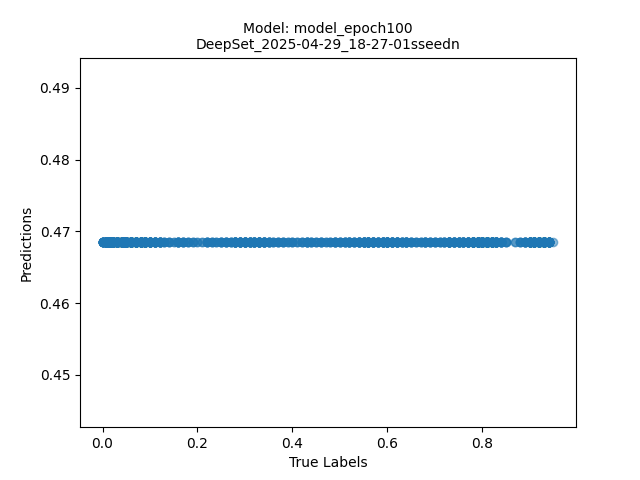 Model: model_epoch100
DeepSet_2025-04-29_18-27-01sseedn
0.49
0.48
0.47
0.46
0.45
Predictions
0.0 0.2 0.4 0.6 0.8
True Labels